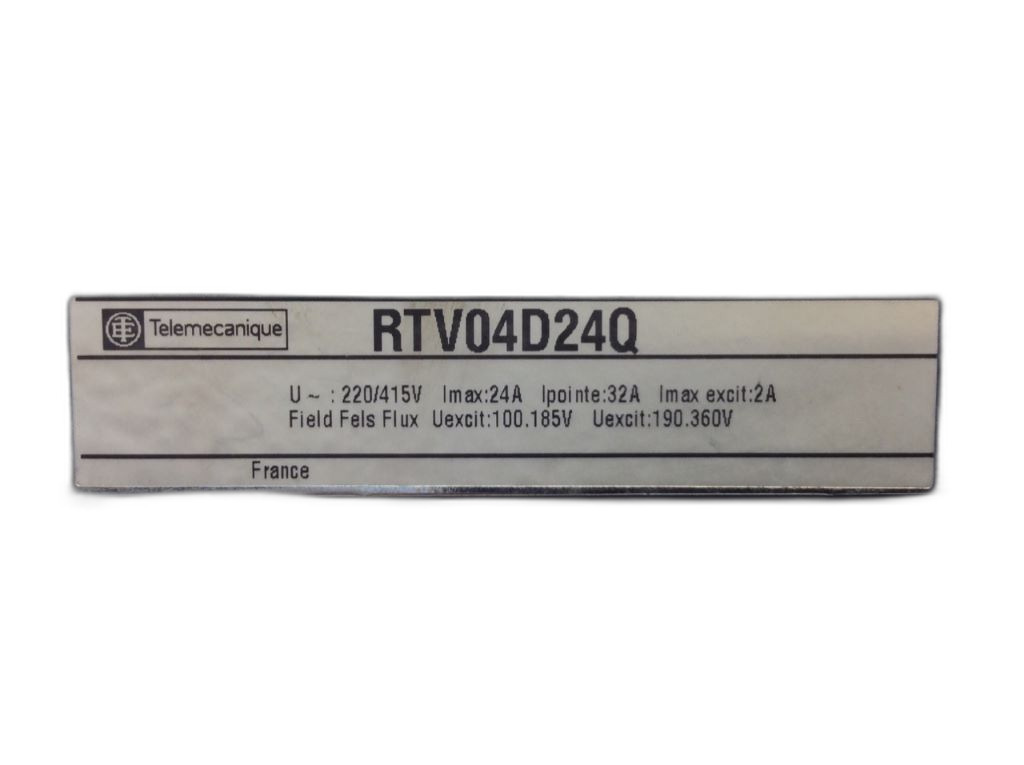 TE Telemecanique RTV04D24Q
U ~ : 220/415V Imax:24A Ipointe:32A Imax excit:2A
Field Fels Flux Uexcit:100.185V Uexcit:190.360V
France